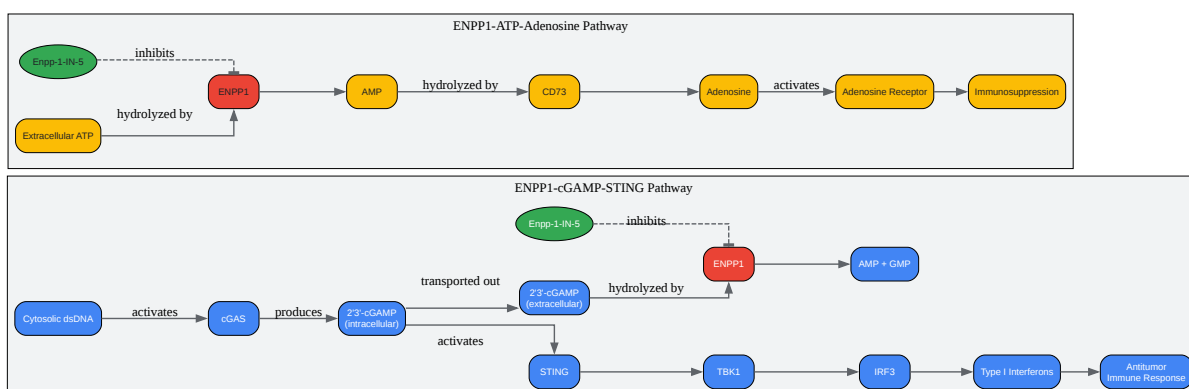 ENPP1-ATP-Adenosine Pathway
Enpp-1-IN-5
inhibits
ENPP1
AMP
hydrolyzed by
CD73
Adenosine
activates
Adenosine Receptor
Immunosuppression
hydrolyzed by
Extracellular ATP
ENPP1-cGAMP-STING Pathway
Enpp-1-IN-5
inhibits
ENPP1
AMP + GMP
transported out
2'3'-cGAMP
(extracellular)
hydrolyzed by
Cytosolic dsDNA
activates
cGAS
produces
2'3'-cGAMP
(intracellular)
activates
STING
TBK1
IRF3
Type I Interferons
Antitumor
Immune Response